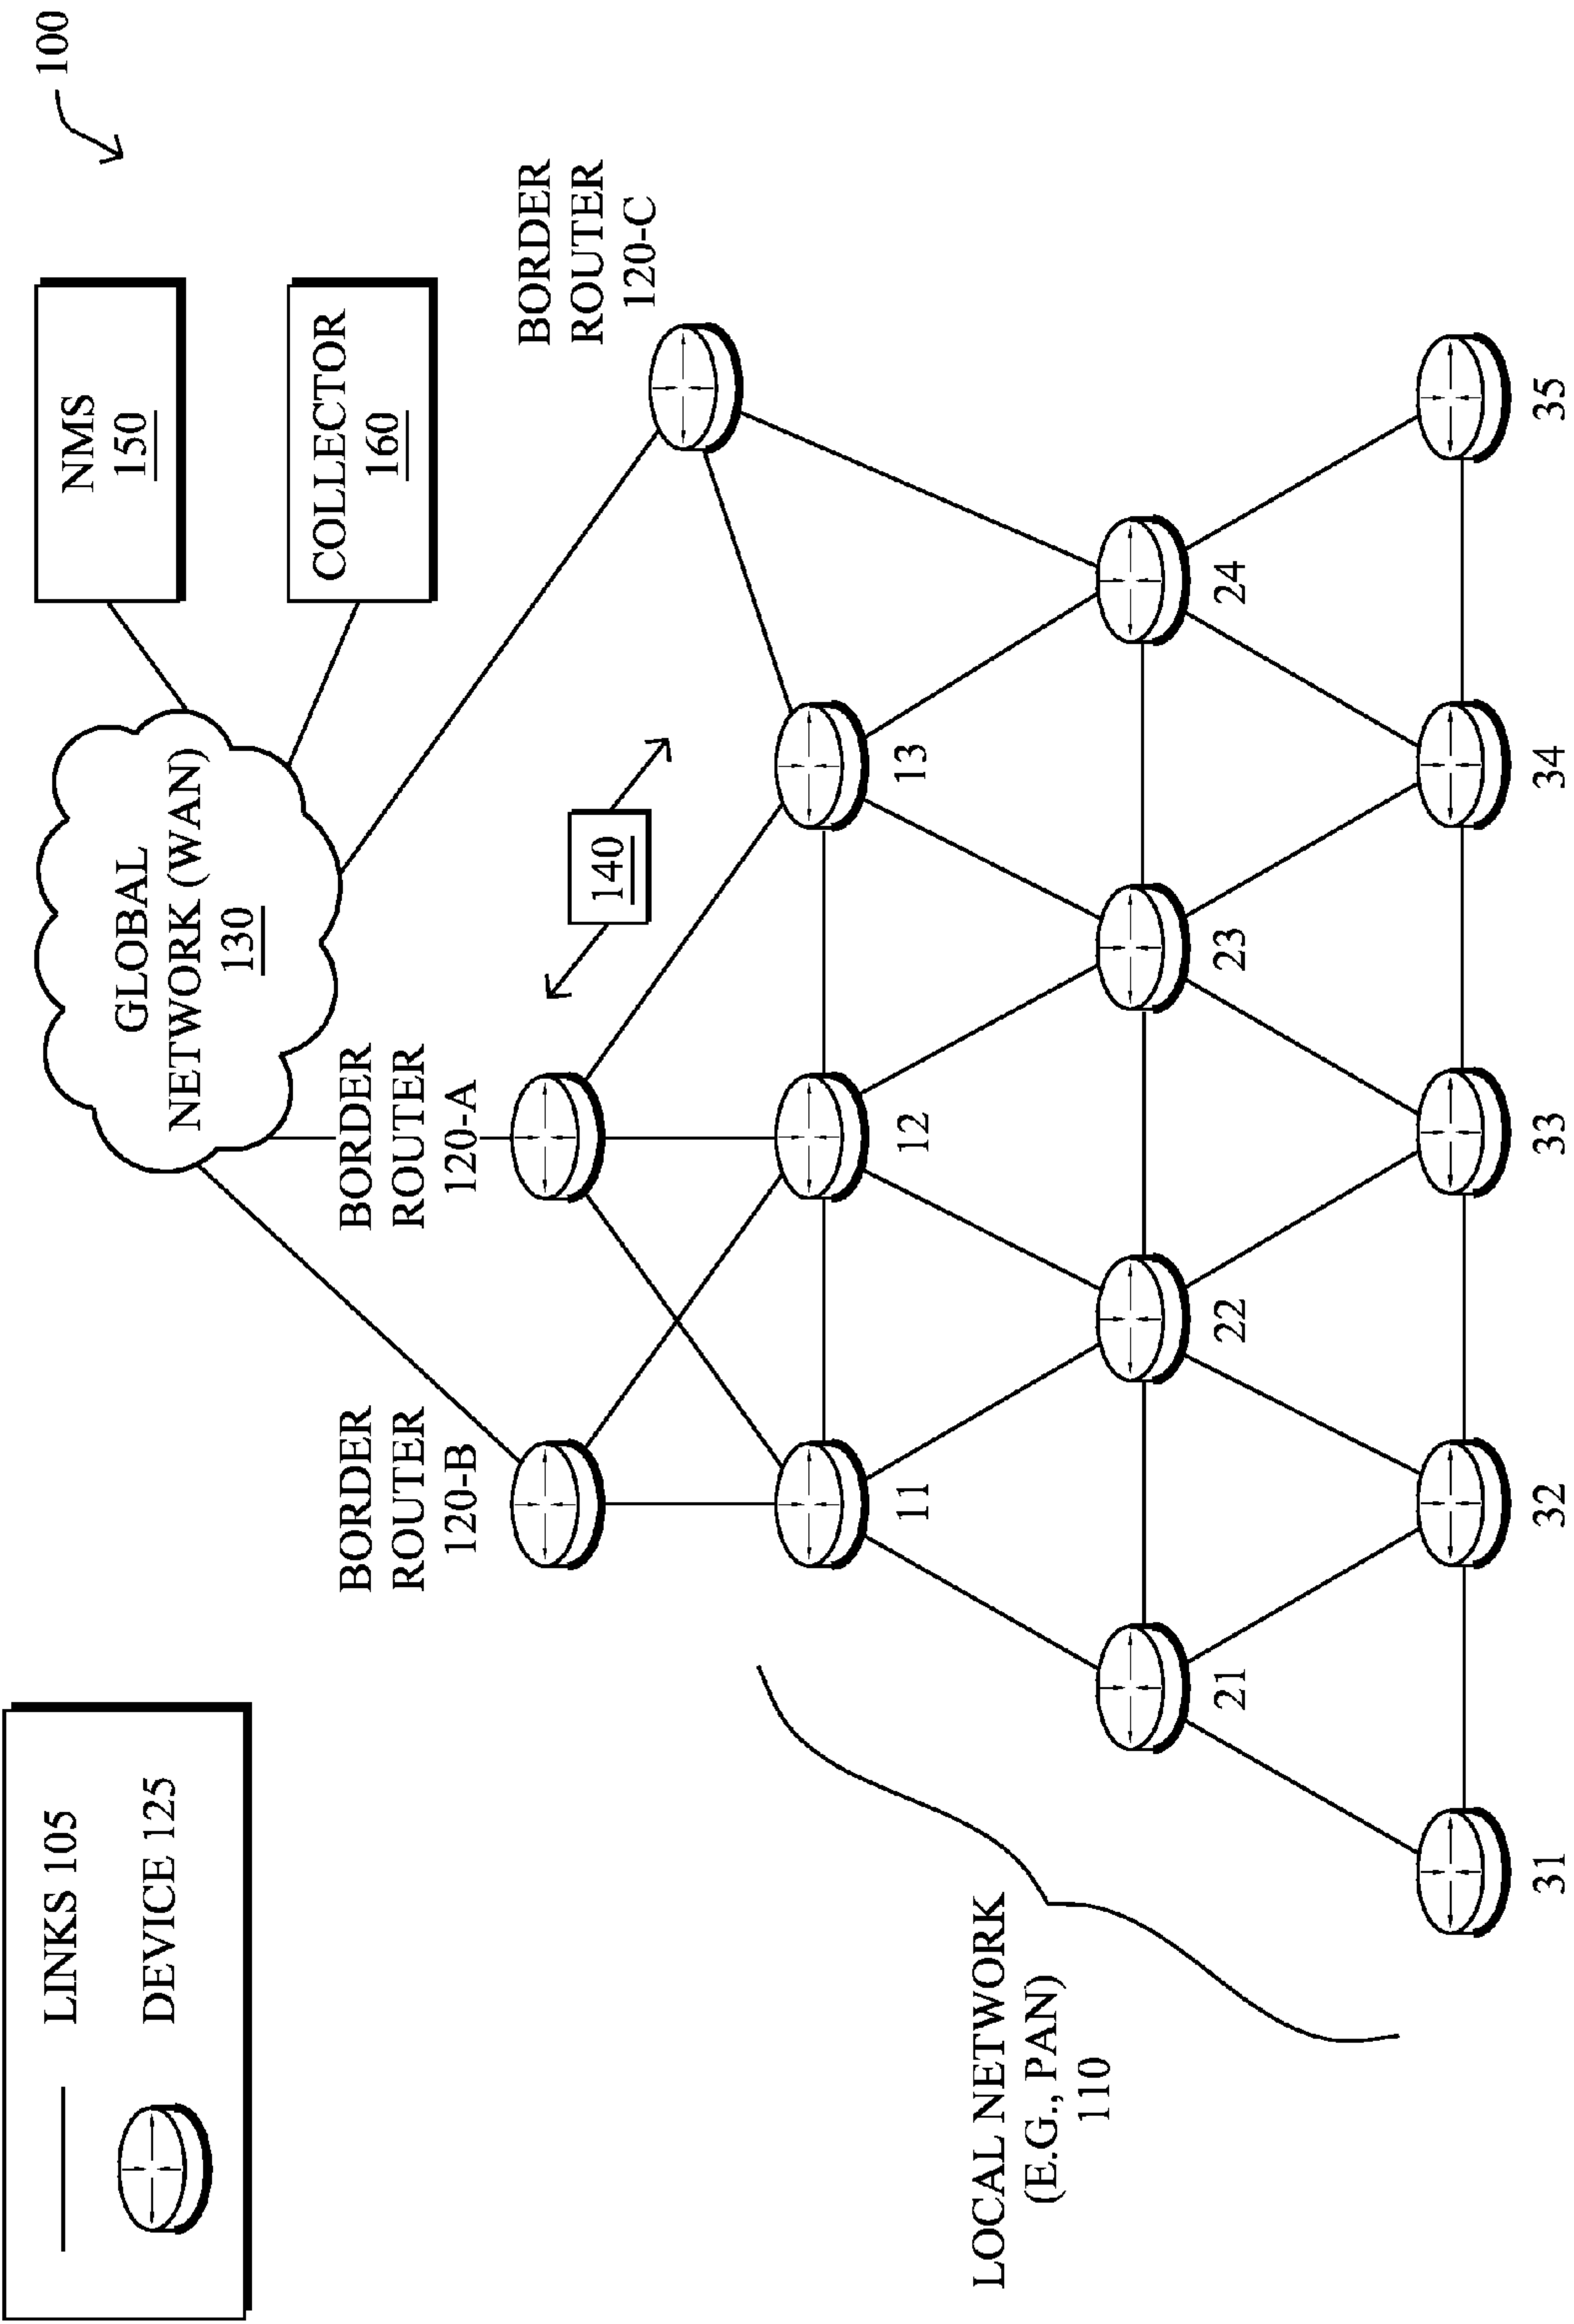 100
LINKS 105
DEVICE 125
GLOBAL
NETWORK (WAN)
130
NMS
150
COLLECTOR
160
BORDER
ROUTER
120-B
BORDER
ROUTER
120-A
BORDER
ROUTER
120-C
140
11
12
13
LOCAL NETWORK
(E.G., PAN)
110
21
22
23
24
31
32
33
34
35